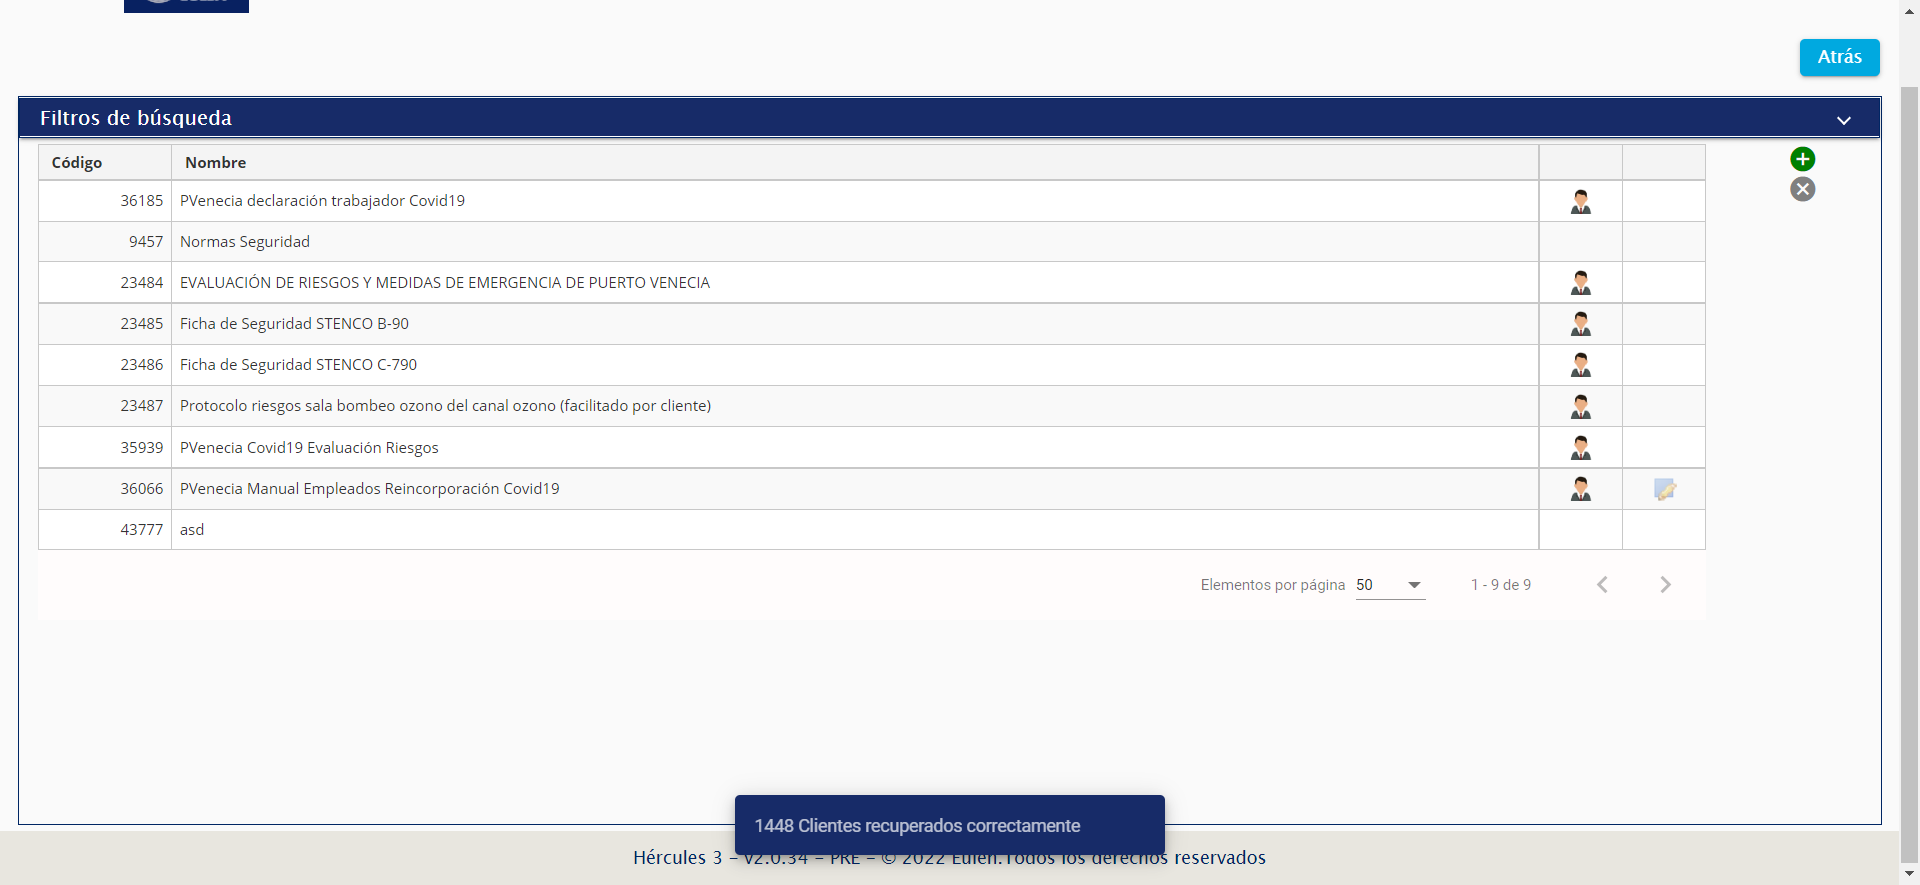 Atrás
Filtros de búsqueda
Código Nombre
36185 PVenecia declaración trabajador Covid19
9457 Normas Seguridad
23484 EVALUACIÓN DE RIESGOS Y MEDIDAS DE EMERGENCIA DE PUERTO VENECIA
23485 Ficha de Seguridad STENCO B-90
23486 Ficha de Seguridad STENCO C-790
23487 Protocolo riesgos sala bombeo ozono del canal ozono (facilitado por cliente)
35939 PVenecia Covid19 Evaluación Riesgos
36066 PVenecia Manual Empleados Reincorporación Covid19
43777 asd
Elementos por página 50 1 - 9 de 9
1448 Clientes recuperados correctamente
Hércules 3 - v2.0.34 - PRE - © 2022 Eulen.Todos los derechos reservados